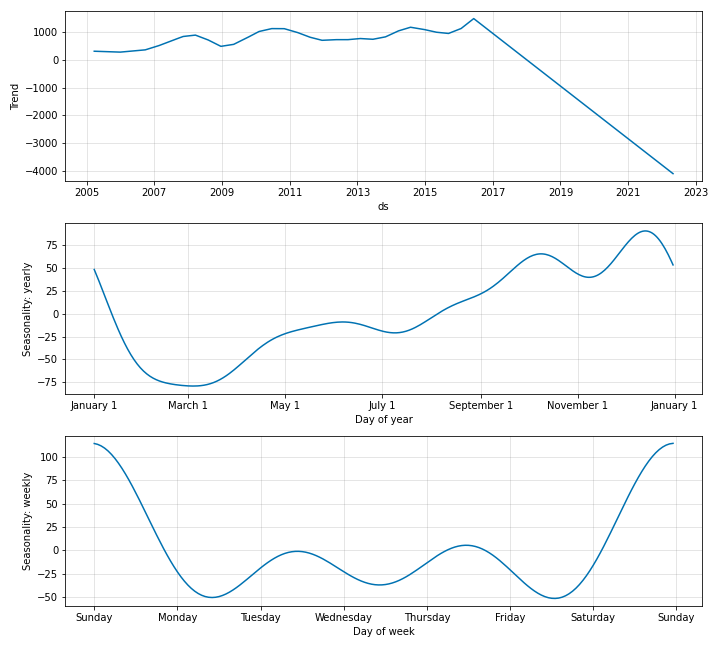 1000
0
−1000
−2000
−3000
−4000
Trend
2005 2007 2009 2011 2013 2015 2017 2019 2021 2023
ds
75
50
25
0
−25
−50
−75
Seasonality: yearly
January 1 March 1 May 1 July 1 September 1 November 1 January 1
Day of year
100
75
50
25
0
−25
−50
Seasonality: weekly
Sunday Monday Tuesday Wednesday Thursday Friday Saturday Sunday
Day of week